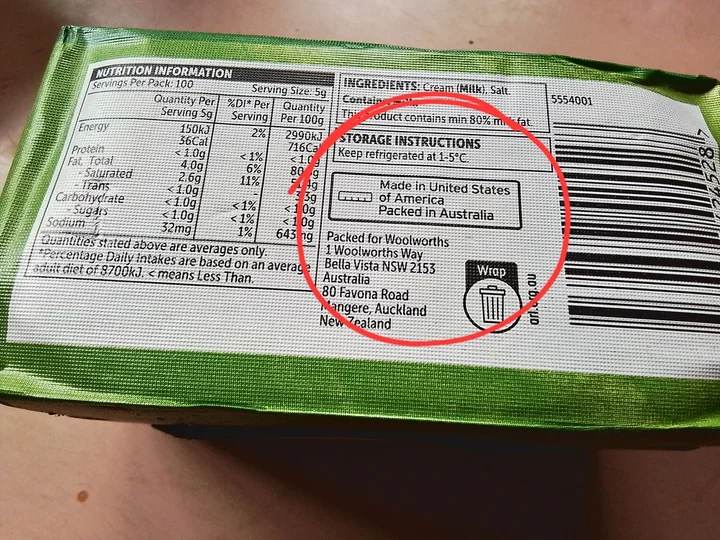 NUTRITION INFORMATION
Servings Per Pack: 100
Serving Size: 5g
Quantity Per Serving 5g %DI* Per Serving Quantity Per 100g
Energy 150kJ 2% 2990kJ
36Cal 716Cal
Protein < 1.0g < 1% < 1.0g
Fat, Total 4.0g 6%
- Saturated 2.6g 11%
- Trans < 1.0g
Carbohydrate < 1.0g < 1% < 1.0g
- Sugars < 1.0g < 1% < 1.0g
Sodium 32mg 1% 643mg
Quantities stated above are averages only.
*Percentage Daily Intakes are based on an average
adult diet of 8700kJ. < means Less Than.
INGREDIENTS: Cream (Milk), Salt.
product contains min 80% fat.
STORAGE INSTRUCTIONS
Keep refrigerated at 1-5°C.
Made in United States
of America
Packed in Australia
Packed for Woolworths
1 Woolworths Way
Bella Vista NSW 2153
Australia
80 Favona Road
Mangere, Auckland
New Zealand
Wrap
5554001